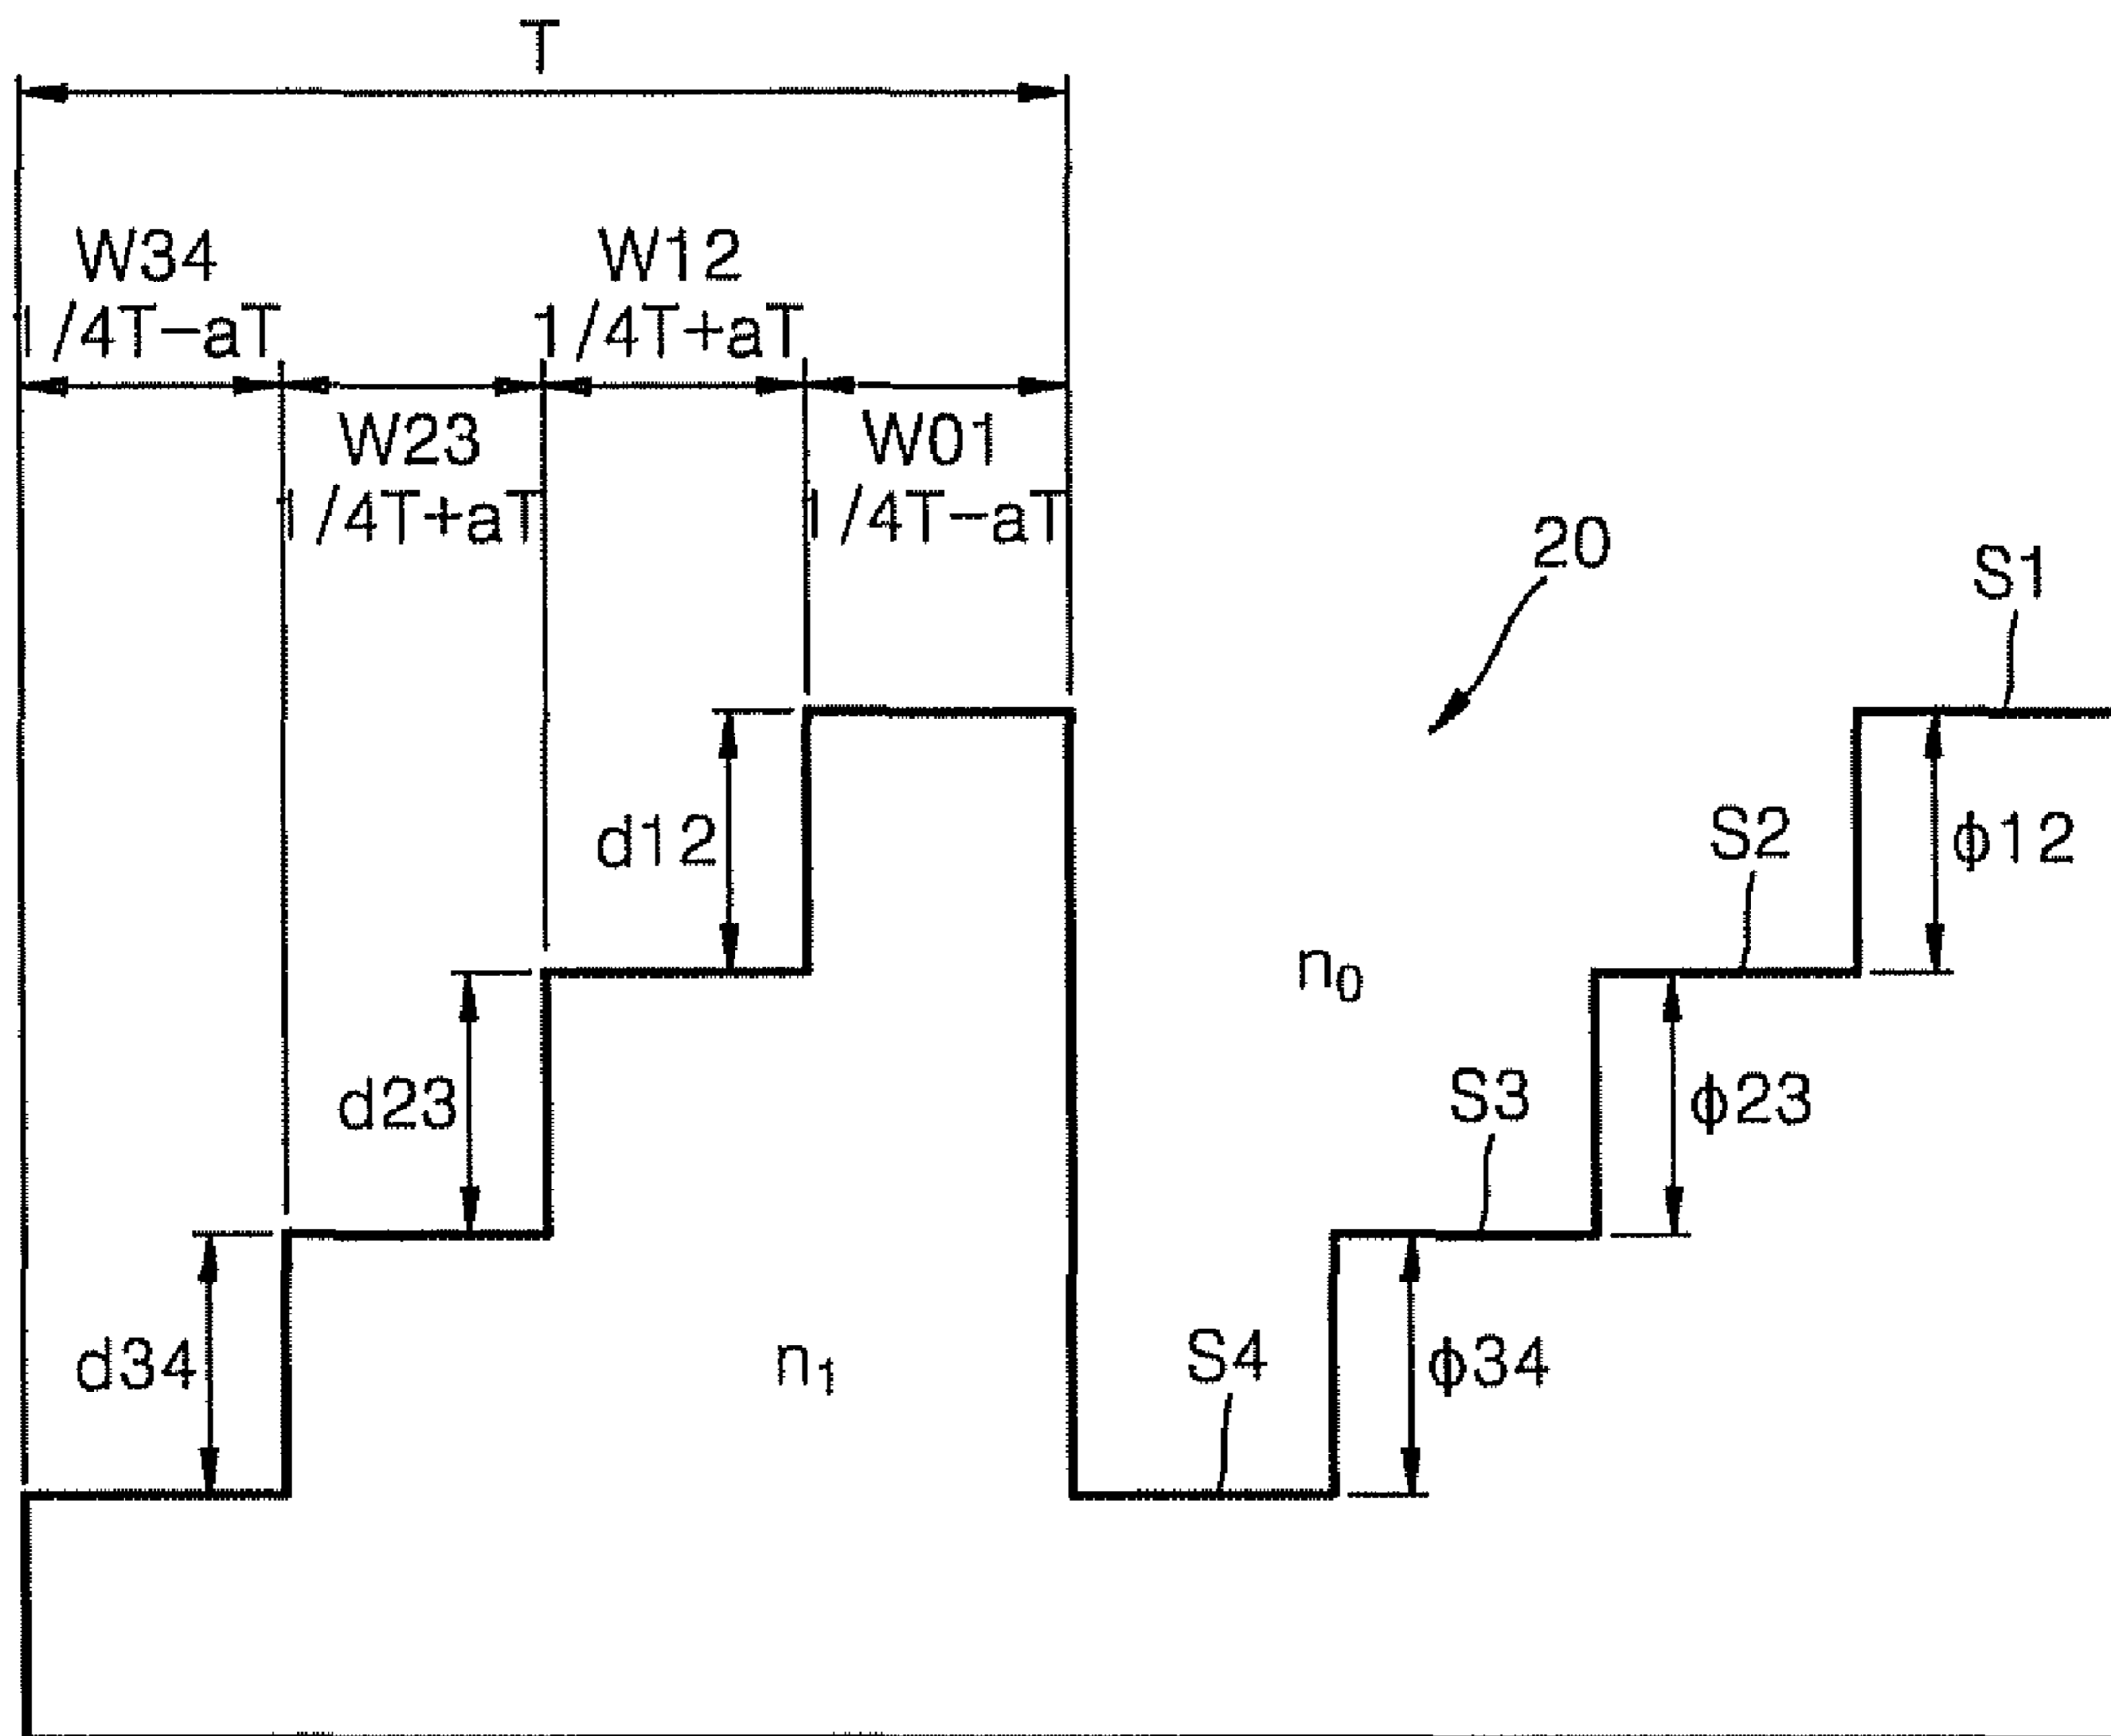 T
W34
1/4T-aT
W12
1/4T+aT
W23
1/4T+aT
W01
1/4T-aT
20
S1
d12
S2
ϕ12
n₀
d23
S3
ϕ23
d34
n₁
S4
ϕ34